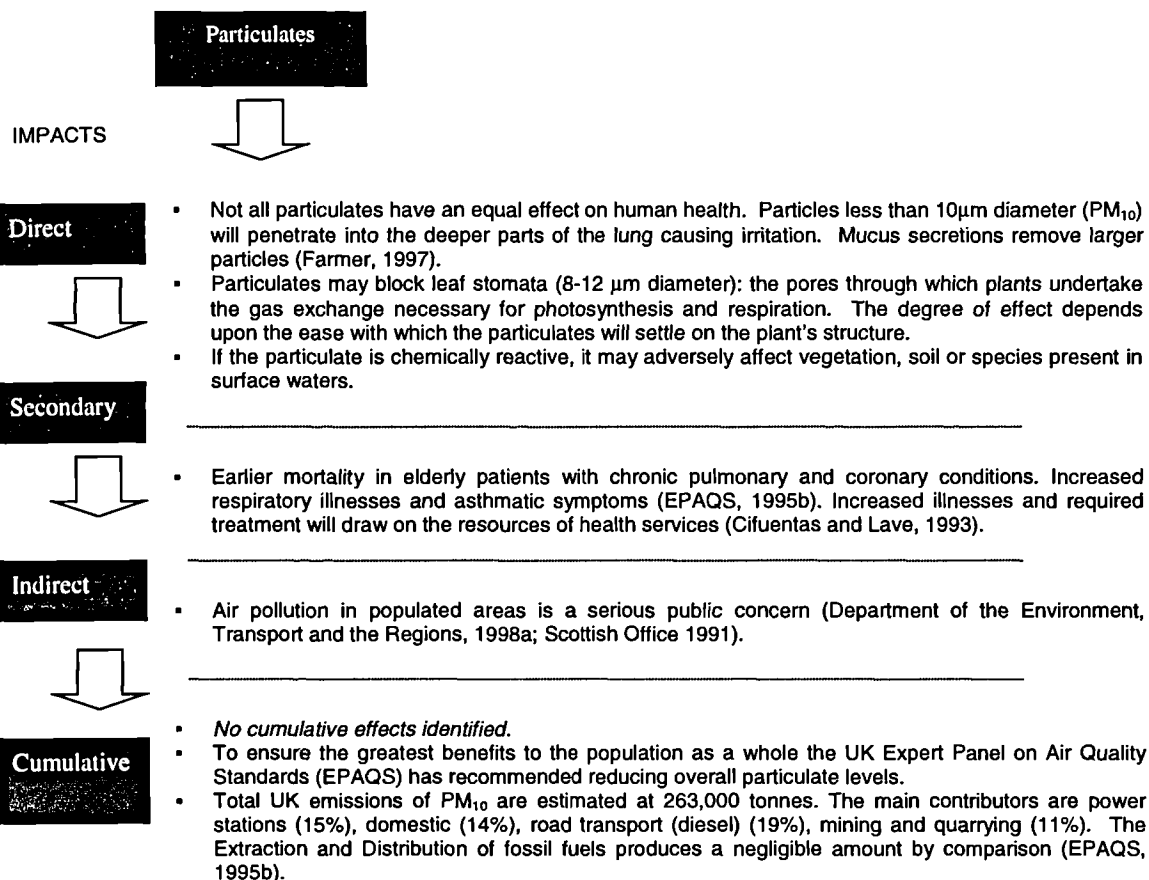 Particulates
IMPACTS
Direct
▪ Not all particulates have an equal effect on human health. Particles less than 10µm diameter (PM₁₀)
will penetrate into the deeper parts of the lung causing irritation. Mucus secretions remove larger
particles (Farmer, 1997).
▪ Particulates may block leaf stomata (8-12 µm diameter): the pores through which plants undertake
the gas exchange necessary for photosynthesis and respiration. The degree of effect depends
upon the ease with which the particulates will settle on the plant's structure.
▪ If the particulate is chemically reactive, it may adversely affect vegetation, soil or species present in
surface waters.
Secondary
▪ Earlier mortality in elderly patients with chronic pulmonary and coronary conditions. Increased
respiratory illnesses and asthmatic symptoms (EPAQS, 1995b). Increased illnesses and required
treatment will draw on the resources of health services (Cifuentas and Lave, 1993).
Indirect
▪ Air pollution in populated areas is a serious public concern (Department of the Environment,
Transport and the Regions, 1998a; Scottish Office 1991).
Cumulative
▪ No cumulative effects identified.
▪ To ensure the greatest benefits to the population as a whole the UK Expert Panel on Air Quality
Standards (EPAQS) has recommended reducing overall particulate levels.
▪ Total UK emissions of PM₁₀ are estimated at 263,000 tonnes. The main contributors are power
stations (15%), domestic (14%), road transport (diesel) (19%), mining and quarrying (11%). The
Extraction and Distribution of fossil fuels produces a negligible amount by comparison (EPAQS,
1995b).